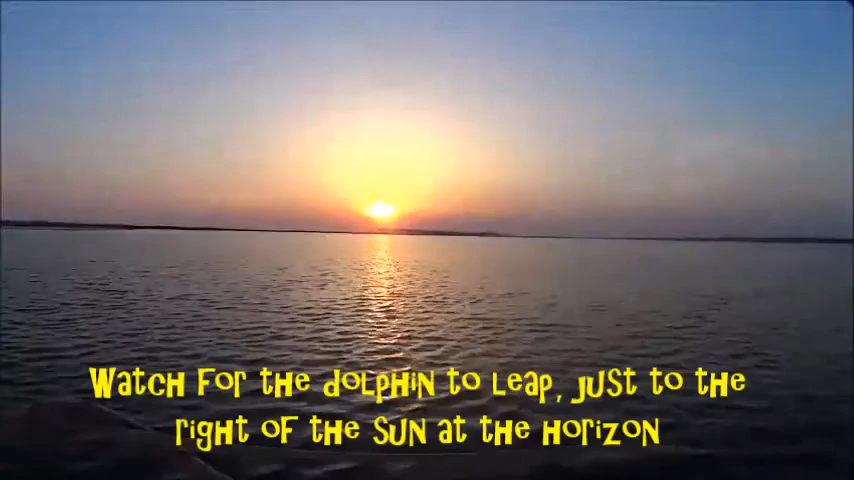 Watch for the dolphin to leap, just to the
right of the sun at the horizon